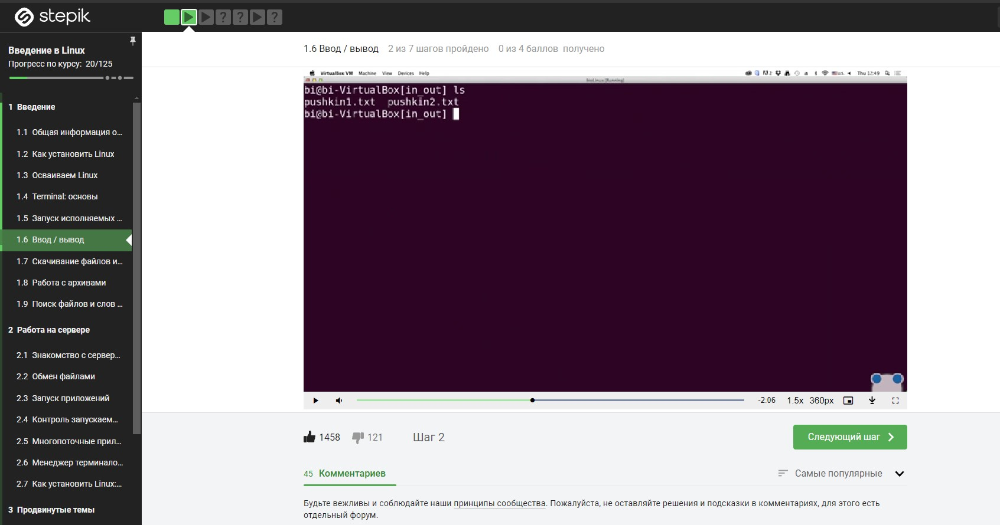 stepik
? ? ?
Введение в Linux
Прогресс по курсу: 20/125
1 Введение
1.1 Общая информация о...
1.2 Как установить Linux
1.3 Осваиваем Linux
1.4 Terminal: основы
1.5 Запуск исполняемых ...
1.6 Ввод / вывод
1.7 Скачивание файлов и...
1.8 Работа с архивами
1.9 Поиск файлов и слов ...
2 Работа на сервере
2.1 Знакомство с сервер...
2.2 Обмен файлами
2.3 Запуск приложений
2.4 Контроль запускаем...
2.5 Многопоточные прил...
2.6 Менеджер терминало...
2.7 Как установить Linux:...
3 Продвинутые темы
1.6 Ввод / вывод 2 из 7 шагов пройдено 0 из 4 баллов получено
VirtualBox VM Machine View Devices Help Thu 12:49
bi@bi-VirtualBox[in_out] ls
pushkin1.txt pushkin2.txt
bi@bi-VirtualBox[in_out]
-2:06 1.5x 360px
1458 121 Шаг 2 Следующий шаг
45 Комментариев Самые популярные
Будьте вежливы и соблюдайте наши принципы сообщества. Пожалуйста, не оставляйте решения и подсказки в комментариях, для этого есть
отдельный форум.